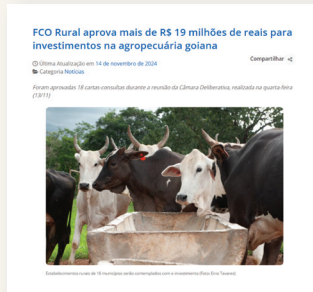 FCO Rural aprova mais de R$ 19 milhões de reais para
investimentos na agropecuária goiana
Última Atualização em 14 de novembro de 2024
Compartilhar
Categoria Notícias
Foram aprovadas 18 cartas-consultas durante a reunião da Câmara Deliberativa, realizada na quarta-feira
(13/11)
Estabelecimentos rurais de 16 municípios serão contemplados com o investimento (Foto: Enio Tavares)